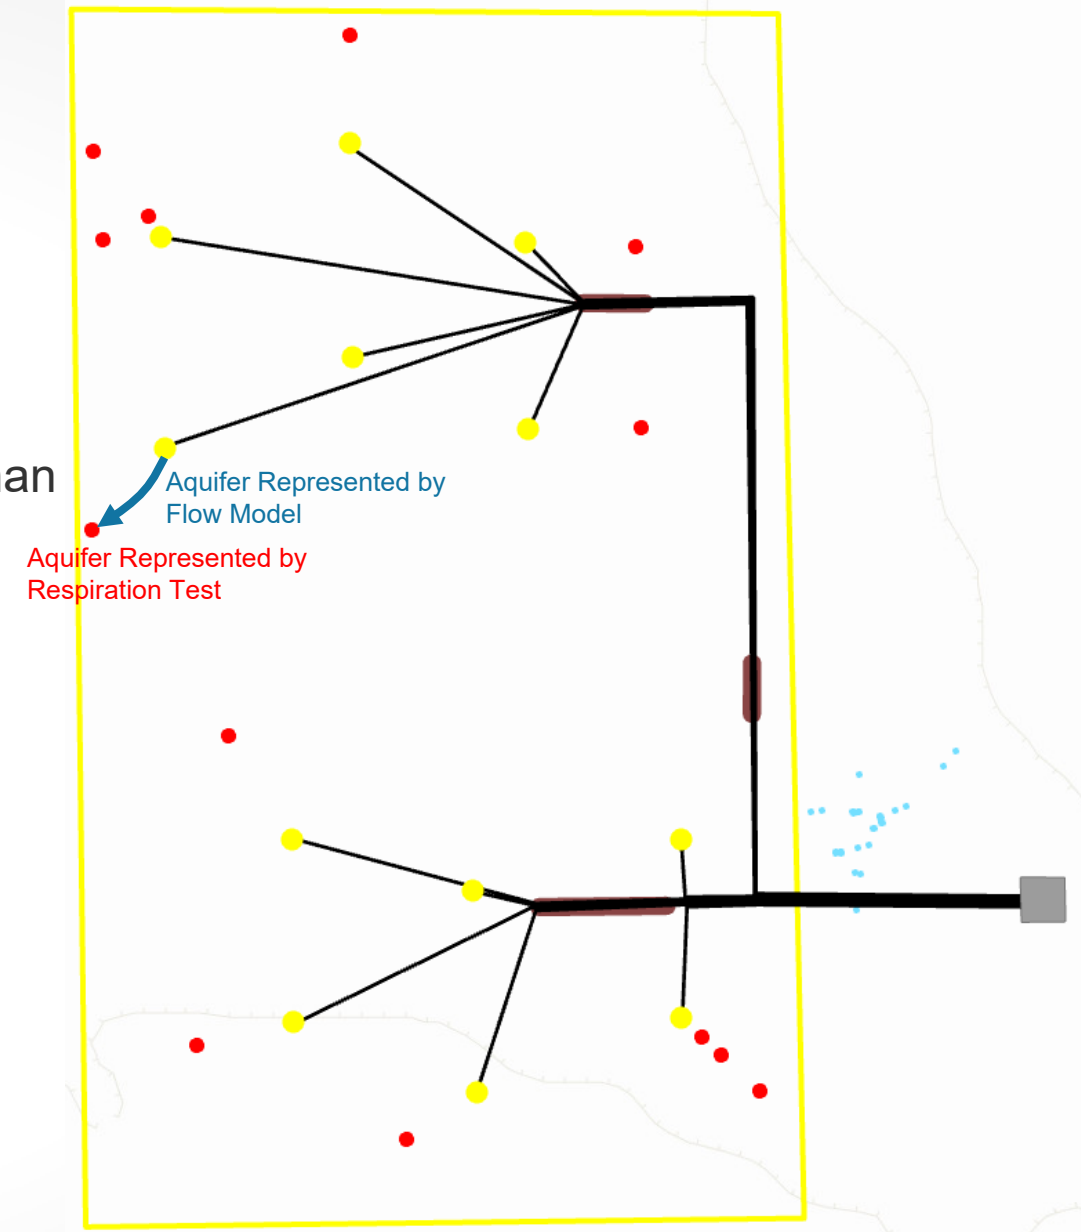 an
Aquifer Represented by
Flow Model
Aquifer Represented by
Respiration Test